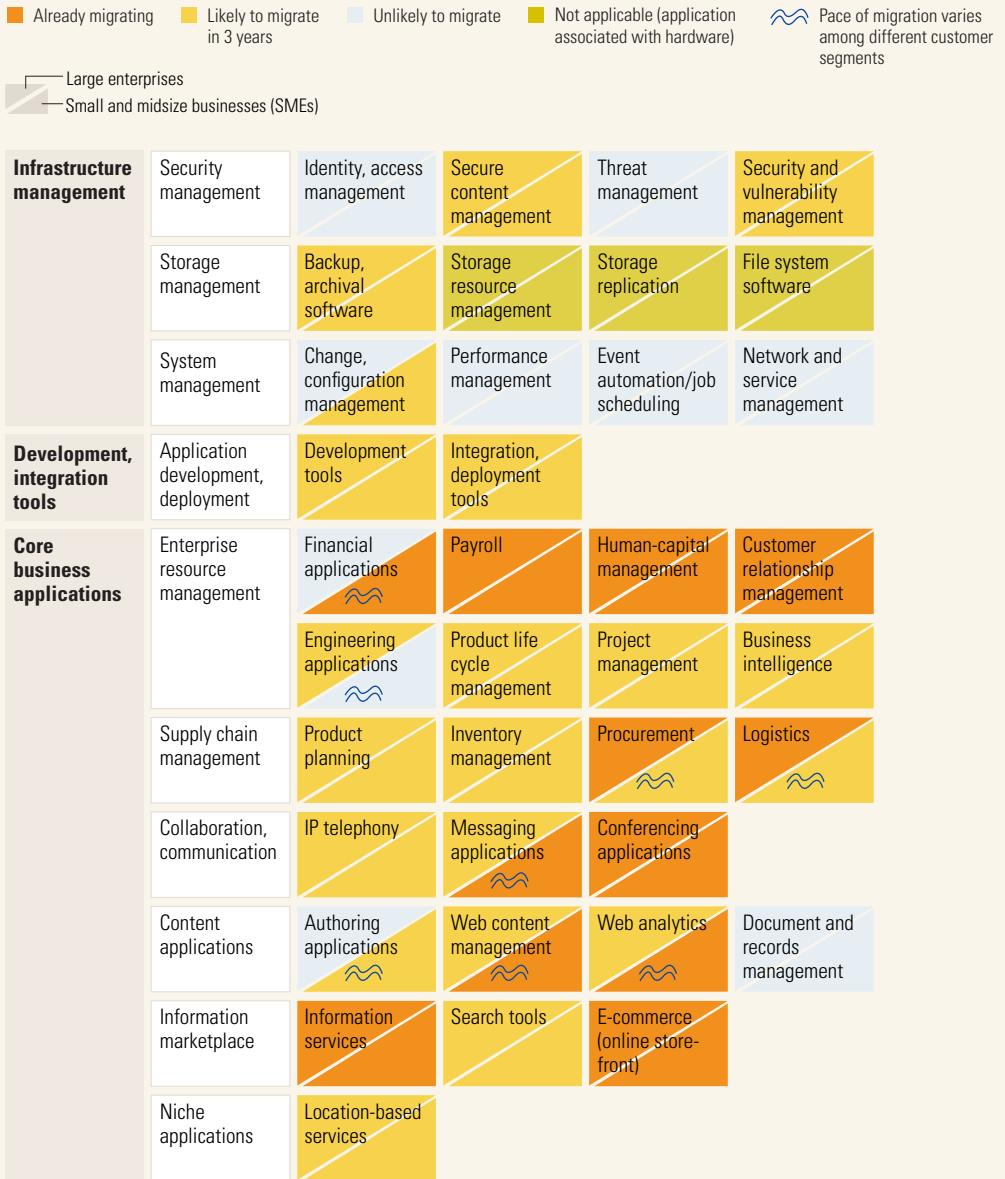 Already migrating
Likely to migrate
in 3 years
Unlikely to migrate
Not applicable (application
associated with hardware)
Pace of migration varies
among different customer
segments
Large enterprises
Small and midsize businesses (SMEs)
Infrastructure
management
Security
management
Identity, access
management
Secure
content
management
Threat
management
Security and
vulnerability
management
Storage
management
Backup,
archival
software
Storage
resource
management
Storage
replication
File system
software
System
management
Change,
configuration
management
Performance
management
Event
automation/job
scheduling
Network and
service
management
Development,
integration
tools
Application
development,
deployment
Development
tools
Integration,
deployment
tools
Core
business
applications
Enterprise
resource
management
Financial
applications
Payroll
Human-capital
management
Customer
relationship
management
Engineering
applications
Product life
cycle
management
Project
management
Business
intelligence
Supply chain
management
Product
planning
Inventory
management
Procurement
Logistics
Collaboration,
communication
IP telephony
Messaging
applications
Conferencing
applications
Content
applications
Authoring
applications
Web content
management
Web analytics
Document and
records
management
Information
marketplace
Information
services
Search tools
E-commerce
(online store-
front)
Niche
applications
Location-based
services